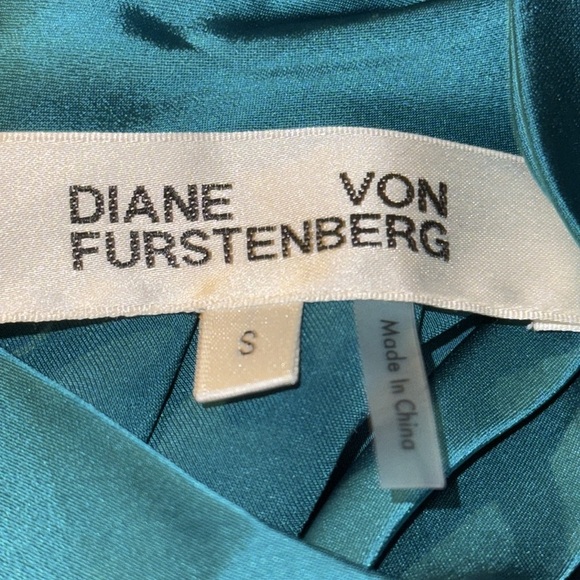 DIANE VON
FURSTENBERG
S
Made In China